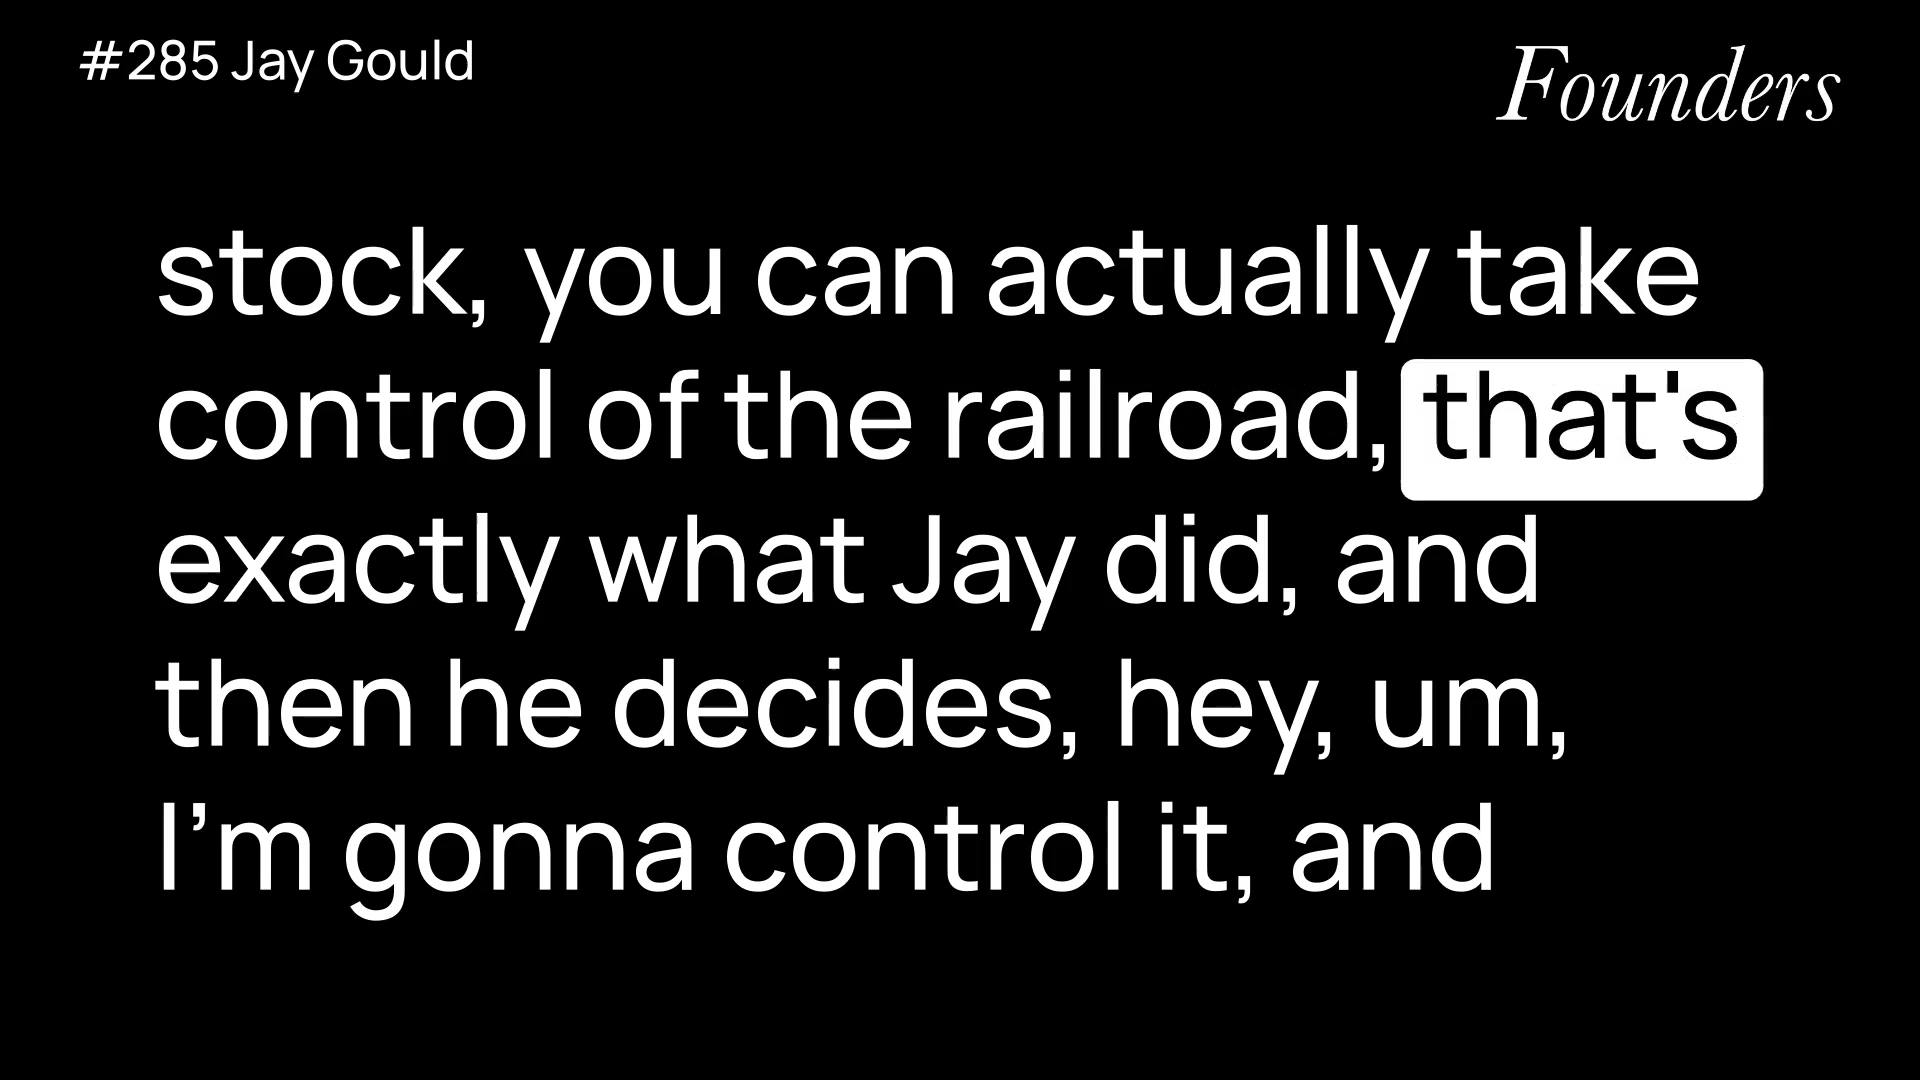 #285 Jay Gould
Founders
stock, you can actually take
control of the railroad, that's
exactly what Jay did, and
then he decides, hey, um,
I’m gonna control it, and